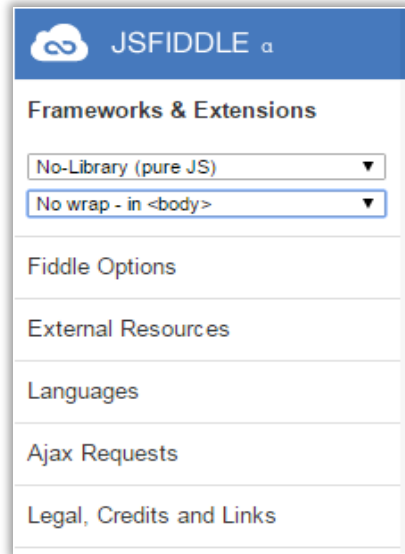 JSFIDDLE α
Frameworks & Extensions
No-Library (pure JS)
No wrap - in <body>
Fiddle Options
External Resources
Languages
Ajax Requests
Legal, Credits and Links